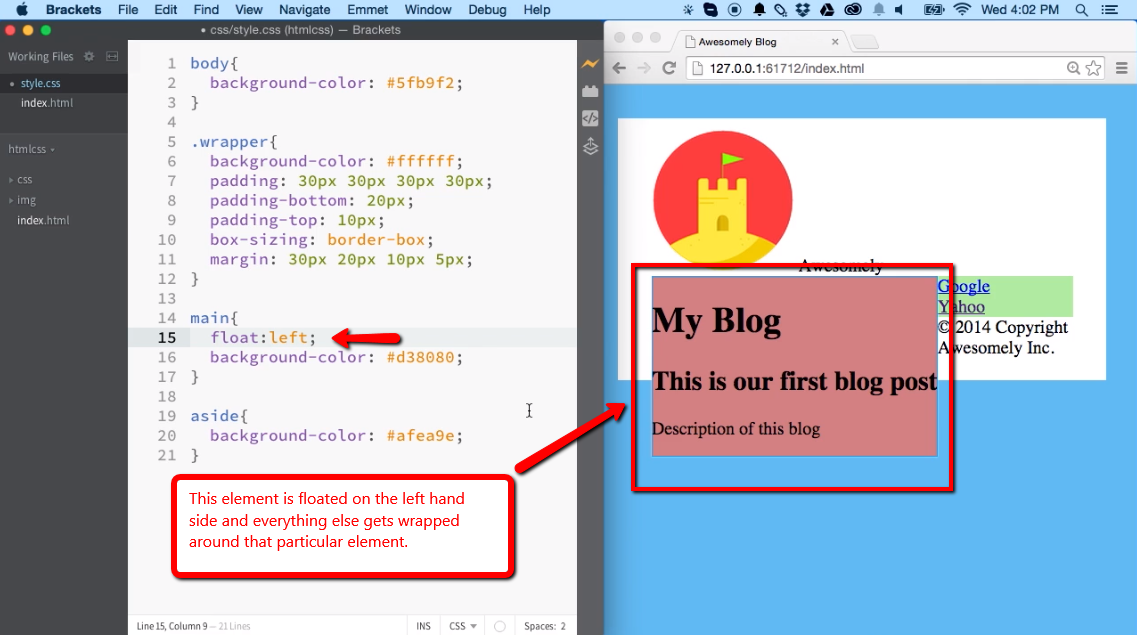 Brackets File Edit Find View Navigate Emmet Window Debug Help Wed 4:02 PM
• css/style.css (htmlcss) — Brackets
Working Files
• style.css
index.html
htmlcss
css
img
index.html
1 body{
2 background-color: #5fb9f2;
3 }
4
5 .wrapper{
6 background-color: #ffffff;
7 padding: 30px 30px 30px 30px;
8 padding-bottom: 20px;
9 padding-top: 10px;
10 box-sizing: border-box;
11 margin: 30px 20px 10px 5px;
12 }
13
14 main{
15 float:left;
16 background-color: #d38080;
17 }
18
19 aside{
20 background-color: #afea9e;
21 }
This element is floated on the left hand
side and everything else gets wrapped
around that particular element.
Line 15, Column 9 — 21 Lines
INS CSS Spaces: 2
Awesomely Blog
127.0.0.1:61712/index.html
Awesomely
Google
Yahoo
© 2014 Copyright
Awesomely Inc.
My Blog
This is our first blog post
Description of this blog